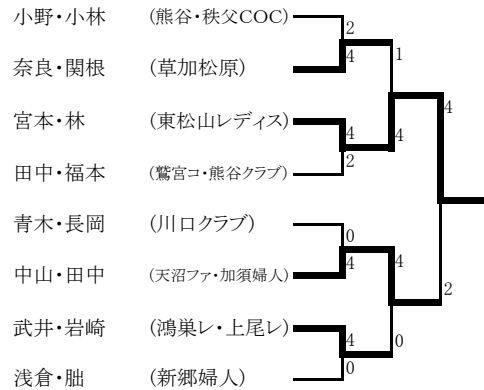 小野・小林 (熊谷・秩父COC)
2
4
奈良・関根 (草加松原)
1
宮本・林 (東松山レディス)
4
4
4
2
田中・福本 (鷲宮コ・熊谷クラブ)
青木・長岡 (川口クラブ)
0
4
4
中山・田中 (天沼ファ・加須婦人)
2
武井・岩崎 (鴻巣レ・上尾レ)
4
0
0
浅倉・朏 (新郷婦人)